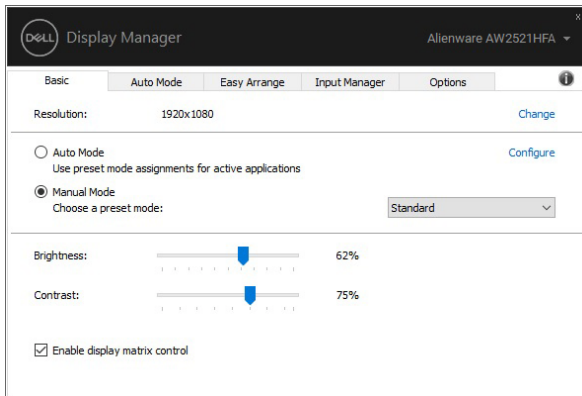 DELL Display Manager
Alienware AW2521HFA
Basic Auto Mode Easy Arrange Input Manager Options
Resolution: 1920x1080 Change
Auto Mode Configure
Use preset mode assignments for active applications
Manual Mode
Choose a preset mode: Standard
Brightness: 62%
Contrast: 75%
Enable display matrix control